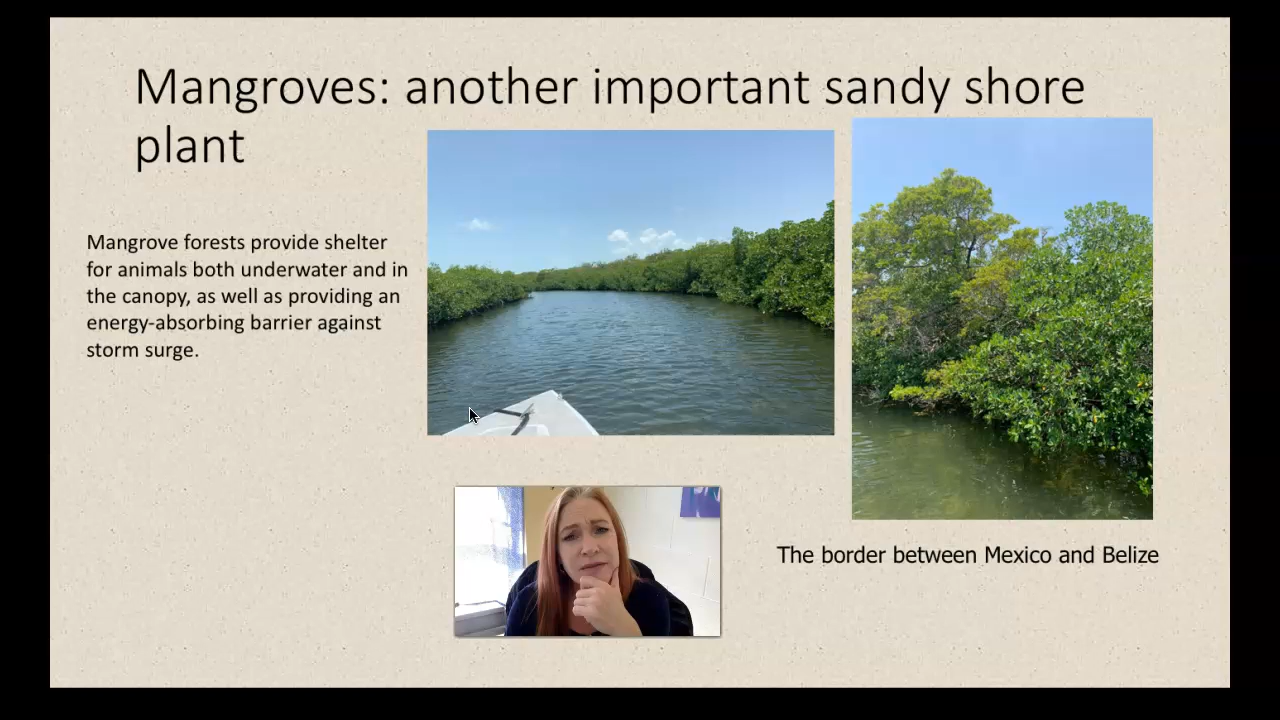 Mangroves: another important sandy shore
plant
Mangrove forests provide shelter
for animals both underwater and in
the canopy, as well as providing an
energy-absorbing barrier against
storm surge.
The border between Mexico and Belize